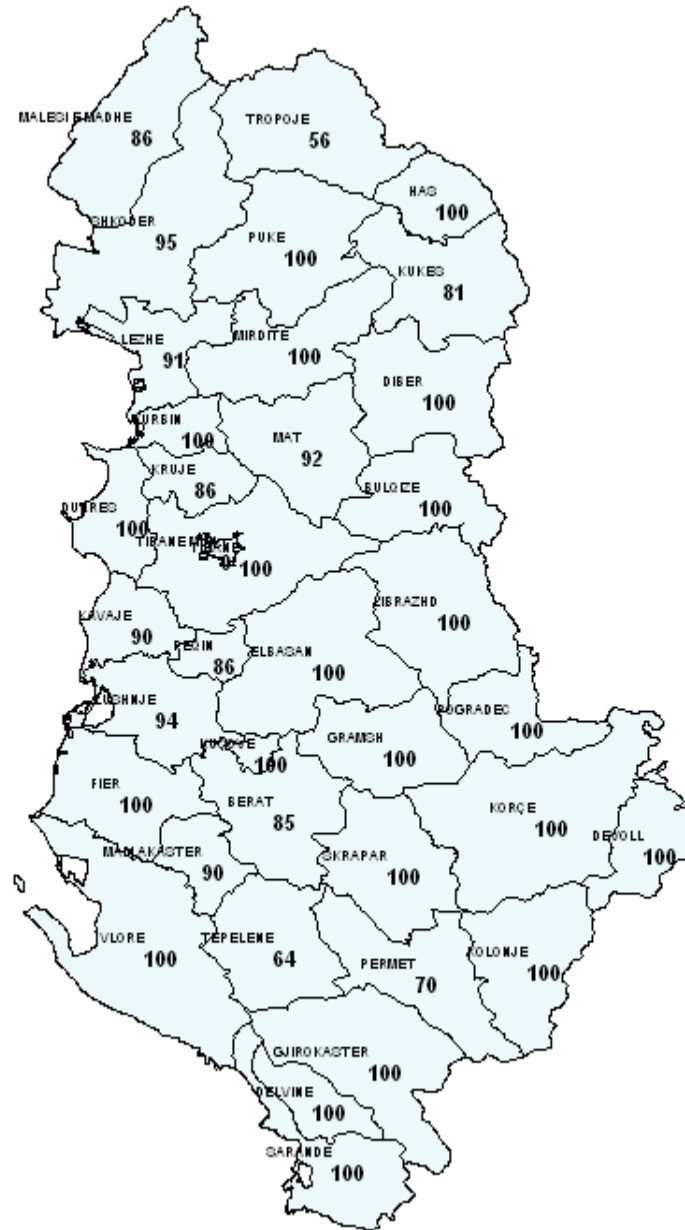 MALESI E MADHE
86
TROPOJE
56
HAS
100
SHKODER
95
PUKE
100
KUKES
81
LEZHE
91
MIRDITE
100
DIBER
100
KURBIN
100
MAT
92
KRUJE
86
BULQIZE
100
DURRES
100
100
LIBRAZHD
100
KAVAJE
90
PEQIN
86
ELBASAN
100
LUSHNJE
94
POGRADEC
100
KUCOVE
100
GRAMSH
100
FIER
100
BERAT
85
KORÇE
100
DEVOLL
100
MALLAKASTER
90
SKRAPAR
100
VLORE
100
TEPELENE
64
PERMET
70
KOLONJE
100
GJIROKASTER
100
DELVINE
100
SARANDE
100